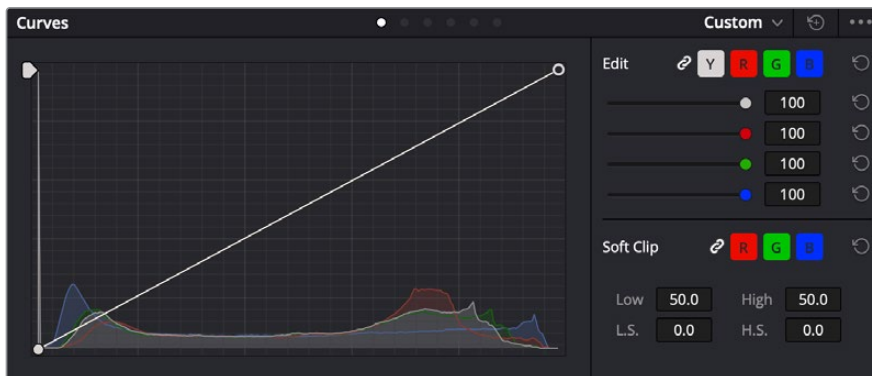 Curves
Custom
Edit
Y R G B
100
100
100
100
Soft Clip
R G B
Low 50.0 High 50.0
L.S. 0.0 H.S. 0.0